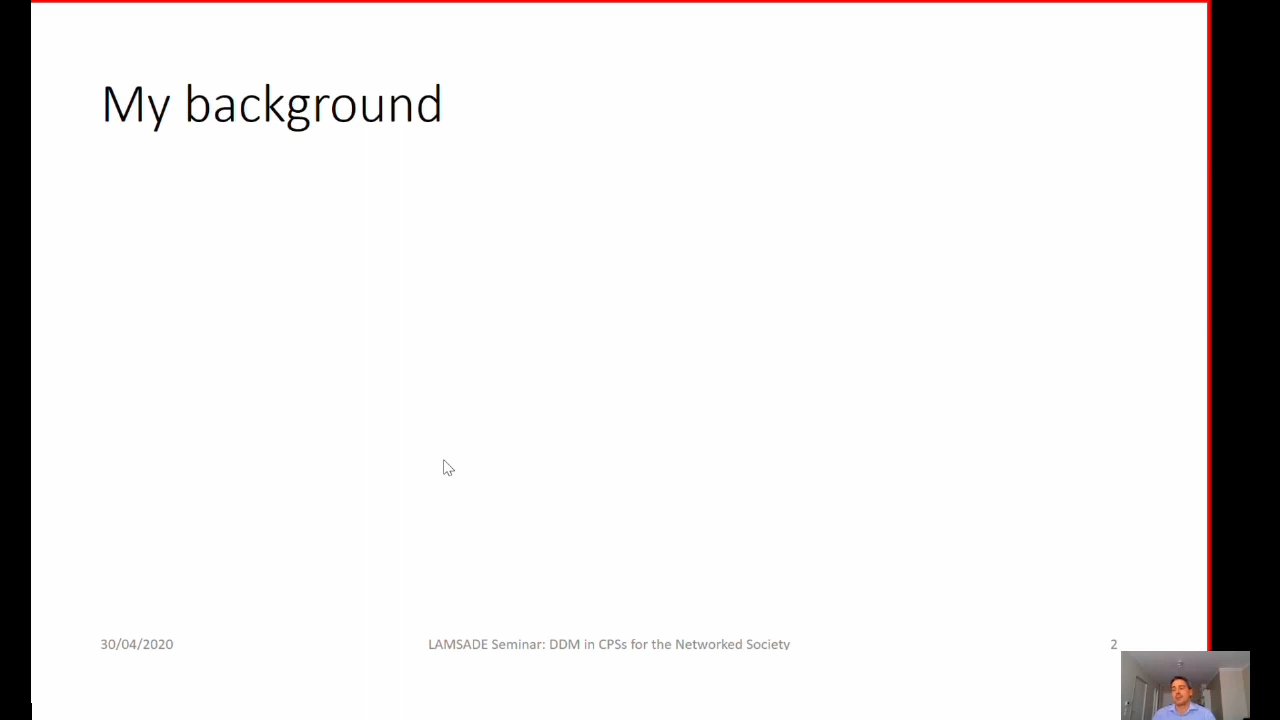 My background
30/04/2020
LAMSADE Seminar: DDM in CPSs for the Networked Society
2